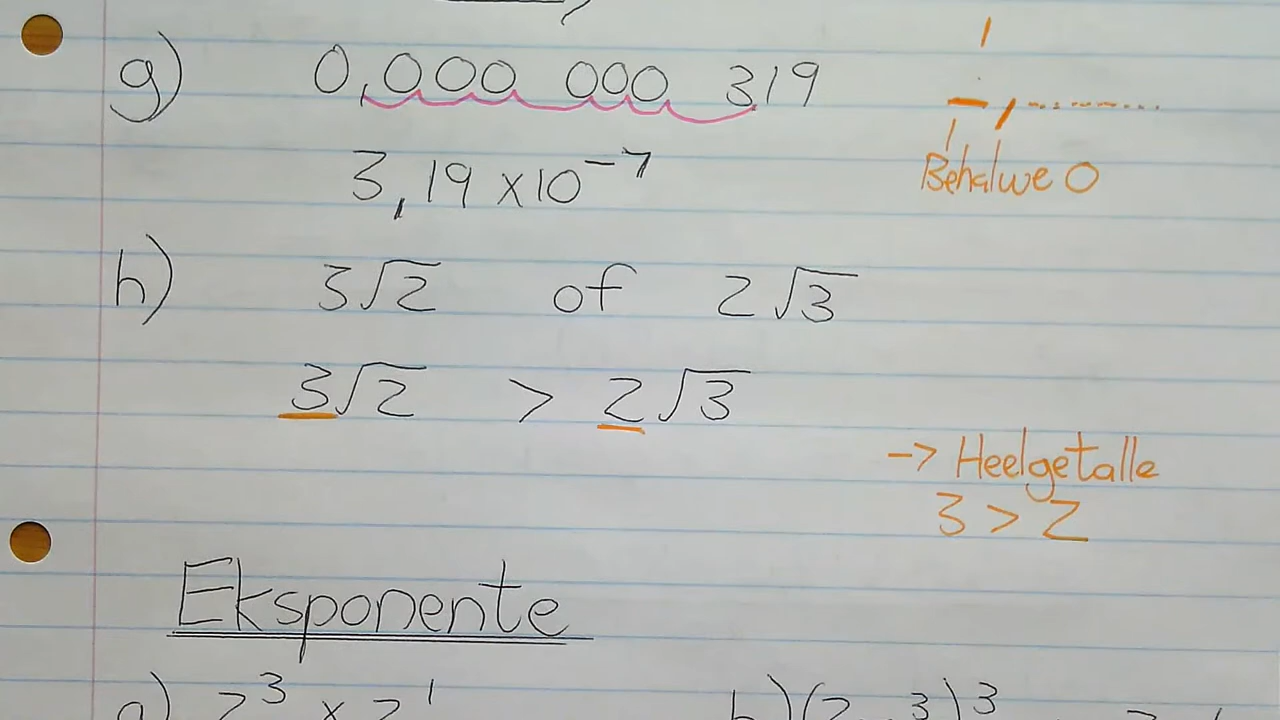 g) 0,000 000 319
3,19 x10⁻⁷
Behalwe 0
h) 3√2 of 2√3
3√2 > 2√3
-> Heelgetalle
3 > 2
Eksponente
a)
b)